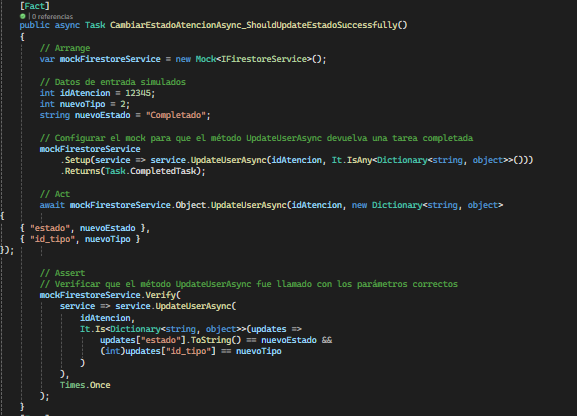 [Fact]
| 0 referencias
public async Task CambiarEstadoAtencionAsync_ShouldUpdateEstadoSuccessfully()
{
// Arrange
var mockFirestoreService = new Mock<IFirestoreService>();
// Datos de entrada simulados
int idAtencion = 12345;
int nuevoTipo = 2;
string nuevoEstado = "Completado";
// Configurar el mock para que el método UpdateUserAsync devuelva una tarea completada
mockFirestoreService
.Setup(service => service.UpdateUserAsync(idAtencion, It.IsAny<Dictionary<string, object>>()))
.Returns(Task.CompletedTask);
// Act
await mockFirestoreService.Object.UpdateUserAsync(idAtencion, new Dictionary<string, object>
{
{ "estado", nuevoEstado },
{ "id_tipo", nuevoTipo }
});
// Assert
// Verificar que el método UpdateUserAsync fue llamado con los parámetros correctos
mockFirestoreService.Verify(
service => service.UpdateUserAsync(
idAtencion,
It.Is<Dictionary<string, object>>(updates =>
updates["estado"].ToString() == nuevoEstado &&
(int)updates["id_tipo"] == nuevoTipo
)
),
Times.Once
);
}